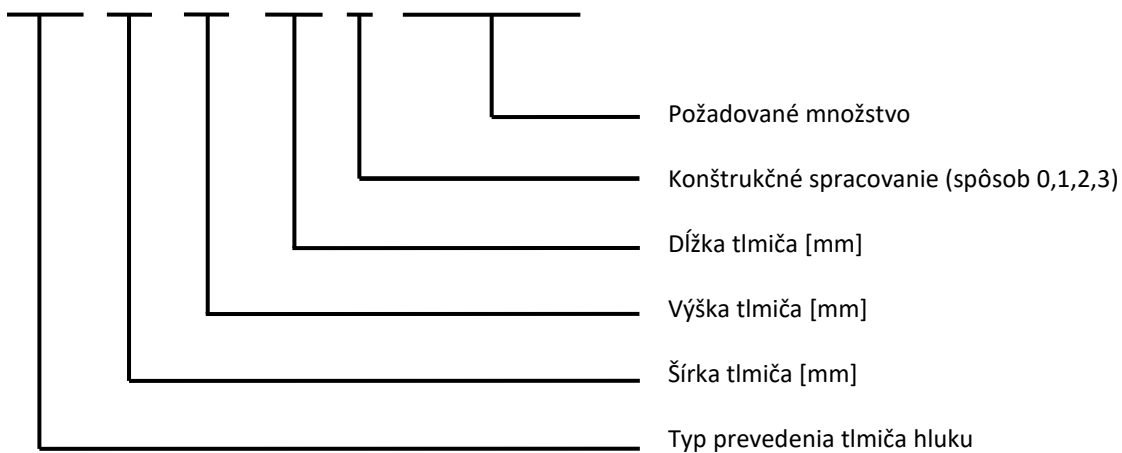 Požadované množstvo
Konštrukčné spracovanie (spôsob 0,1,2,3)
Dĺžka tlmiča [mm]
Výška tlmiča [mm]
Šírka tlmiča [mm]
Typ prevedenia tlmiča hluku